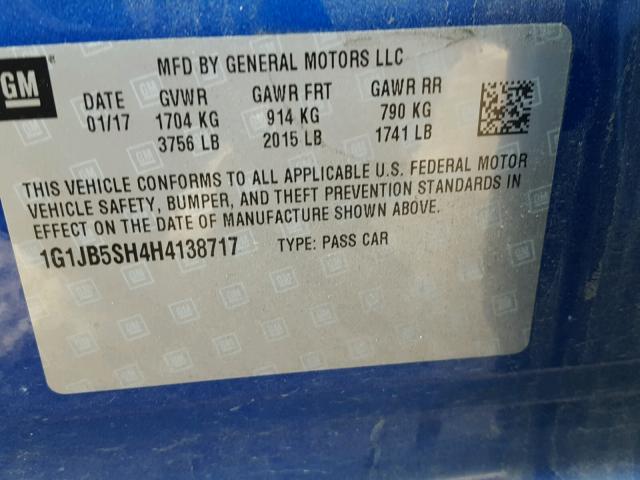 GM
MFD BY GENERAL MOTORS LLC
DATE GVWR GAWR FRT GAWR RR
01/17 1704 KG 914 KG 790 KG
3756 LB 2015 LB 1741 LB
THIS VEHICLE CONFORMS TO ALL APPLICABLE U.S. FEDERAL MOTOR
VEHICLE SAFETY, BUMPER, AND THEFT PREVENTION STANDARDS IN
EFFECT ON THE DATE OF MANUFACTURE SHOWN ABOVE.
1G1JB5SH4H4138717 TYPE: PASS CAR